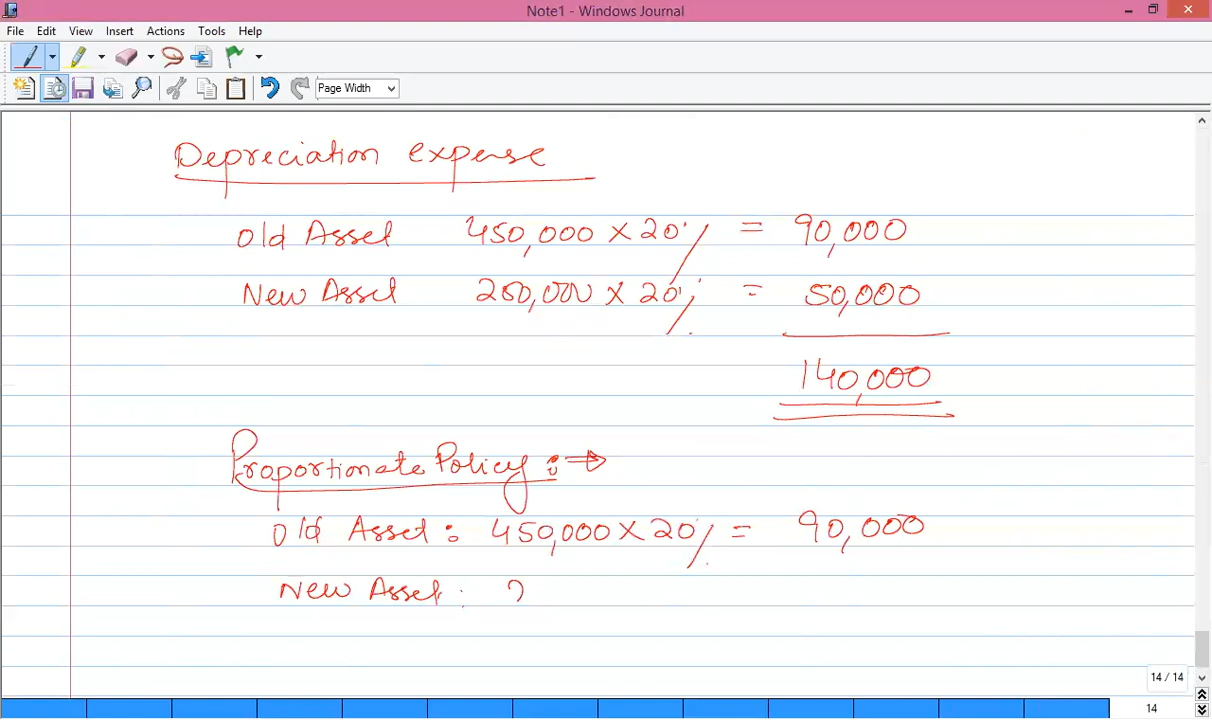 Note1 - Windows Journal
File Edit View Insert Actions Tools Help
Page Width
Depreciation expense
Old Asset 450,000 X 20% = 90,000
New Asset 250,000 X 20% = 50,000
140,000
Proportionate Policy :⇒
Old Asset : 450,000 X 20% = 90,000
New Asset : 2
14 / 14
14